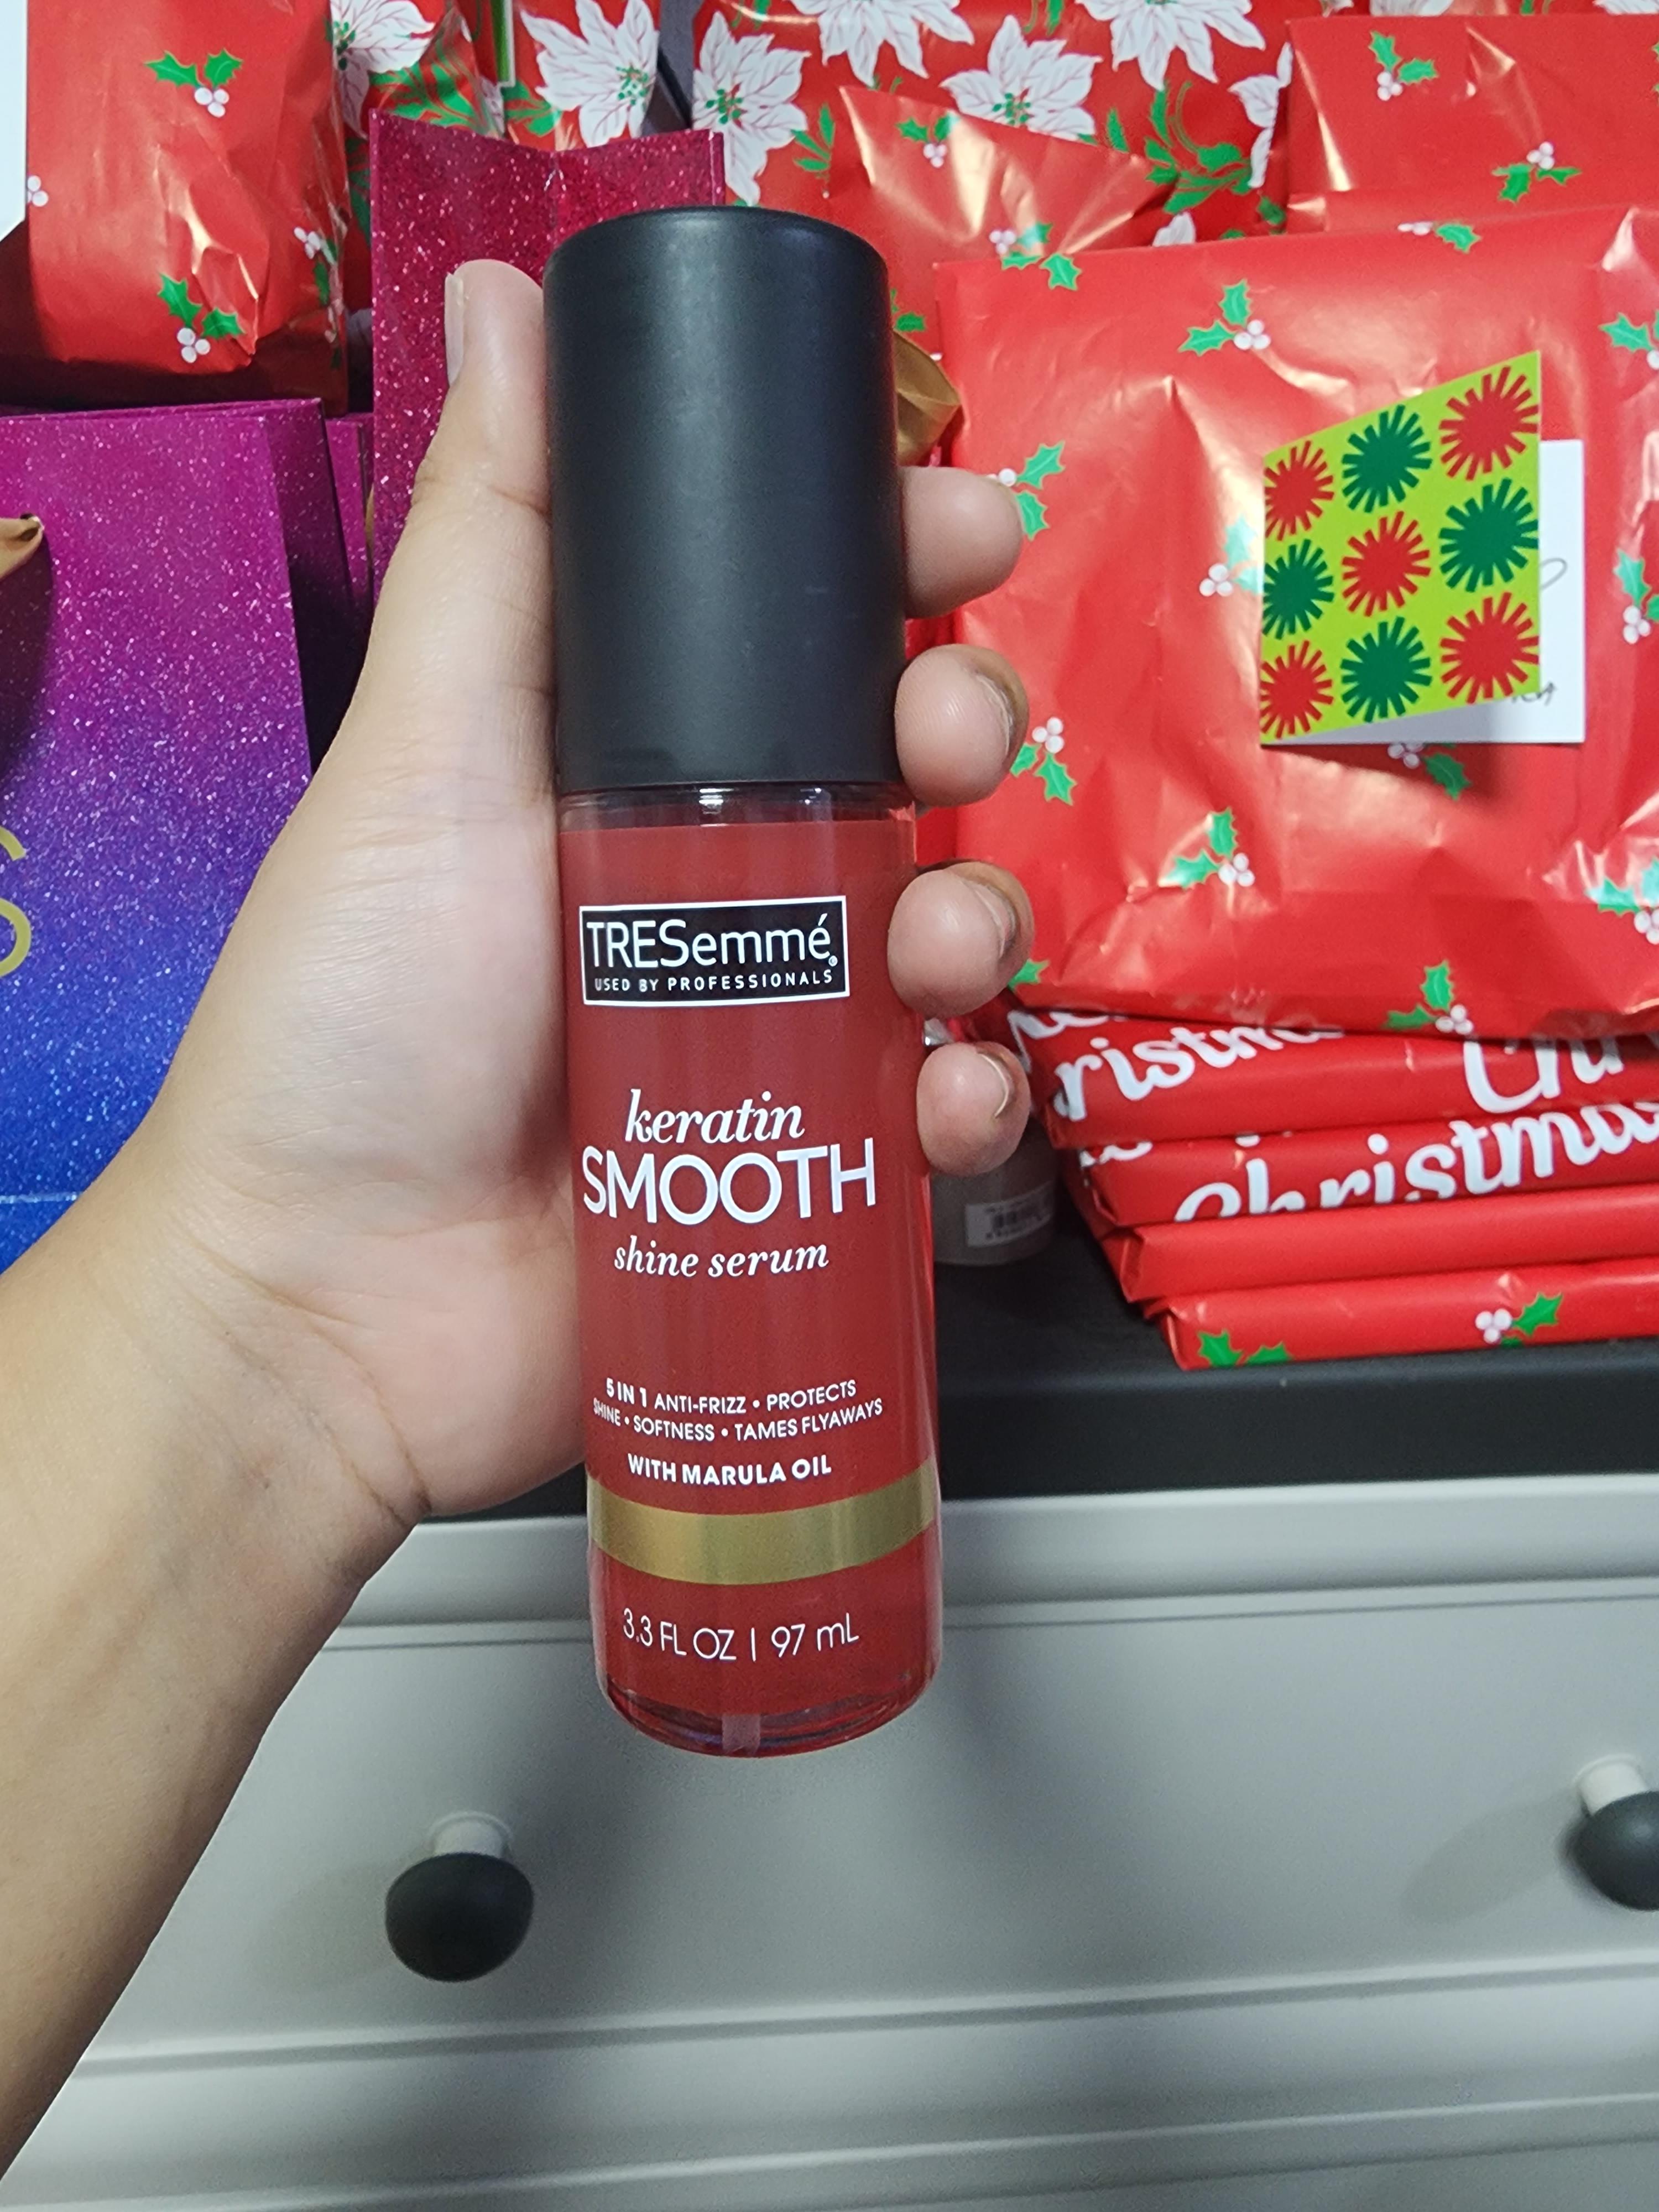 TRESemmé®
USED BY PROFESSIONALS
keratin
SMOOTH
shine serum
5 IN 1 ANTI-FRIZZ • PROTECTS
SHINE • SOFTNESS • TAMES FLYAWAYS
WITH MARULA OIL
3.3 FL OZ | 97 mL
Christmas